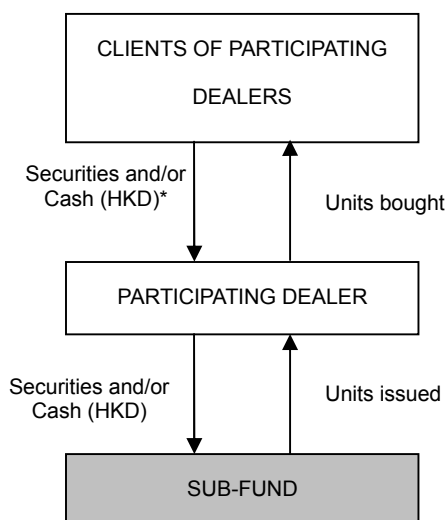 CLIENTS OF PARTICIPATING
DEALERS
Securities and/or
Cash (HKD)*
Units bought
PARTICIPATING DEALER
Securities and/or
Cash (HKD)
Units issued
SUB-FUND